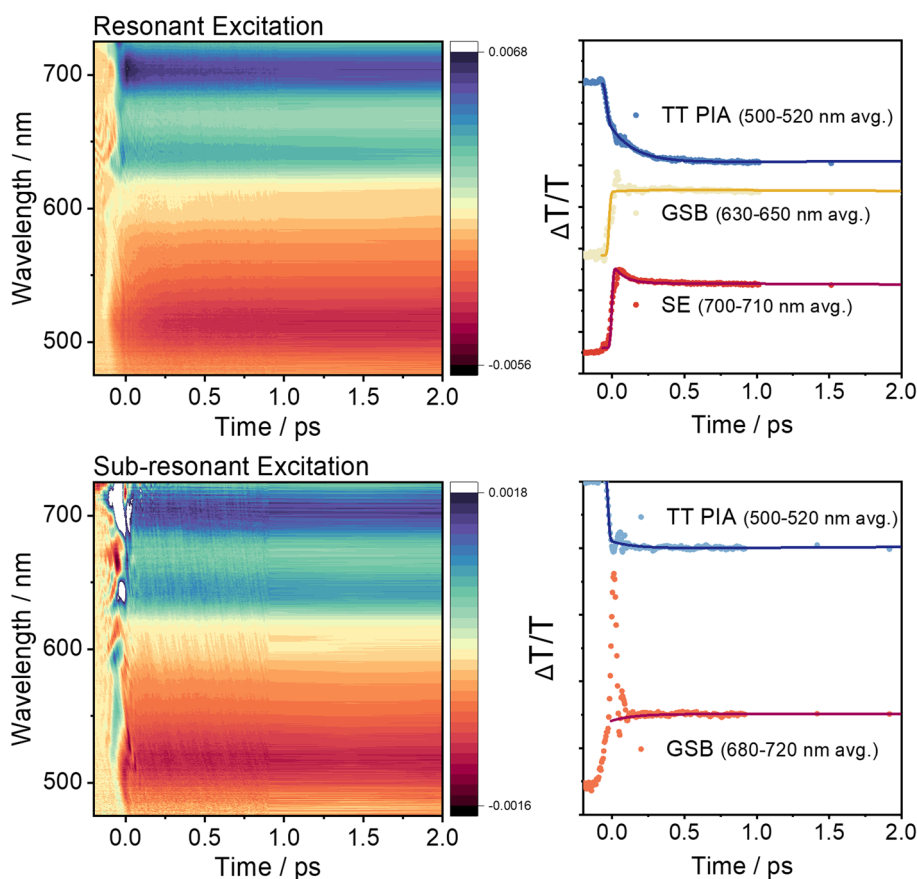 Resonant Excitation
0.0068
700
600
500
-0.0056
Wavelength / nm
0.0 0.5 1.0 1.5 2.0
Time / ps
TT PIA (500-520 nm avg.)
GSB (630-650 nm avg.)
SE (700-710 nm avg.)
ΔT/T
0.0 0.5 1.0 1.5 2.0
Time / ps
Sub-resonant Excitation
0.0018
700
600
500
-0.0016
Wavelength / nm
0.0 0.5 1.0 1.5 2.0
Time / ps
TT PIA (500-520 nm avg.)
GSB (680-720 nm avg.)
ΔT/T
0.0 0.5 1.0 1.5 2.0
Time / ps